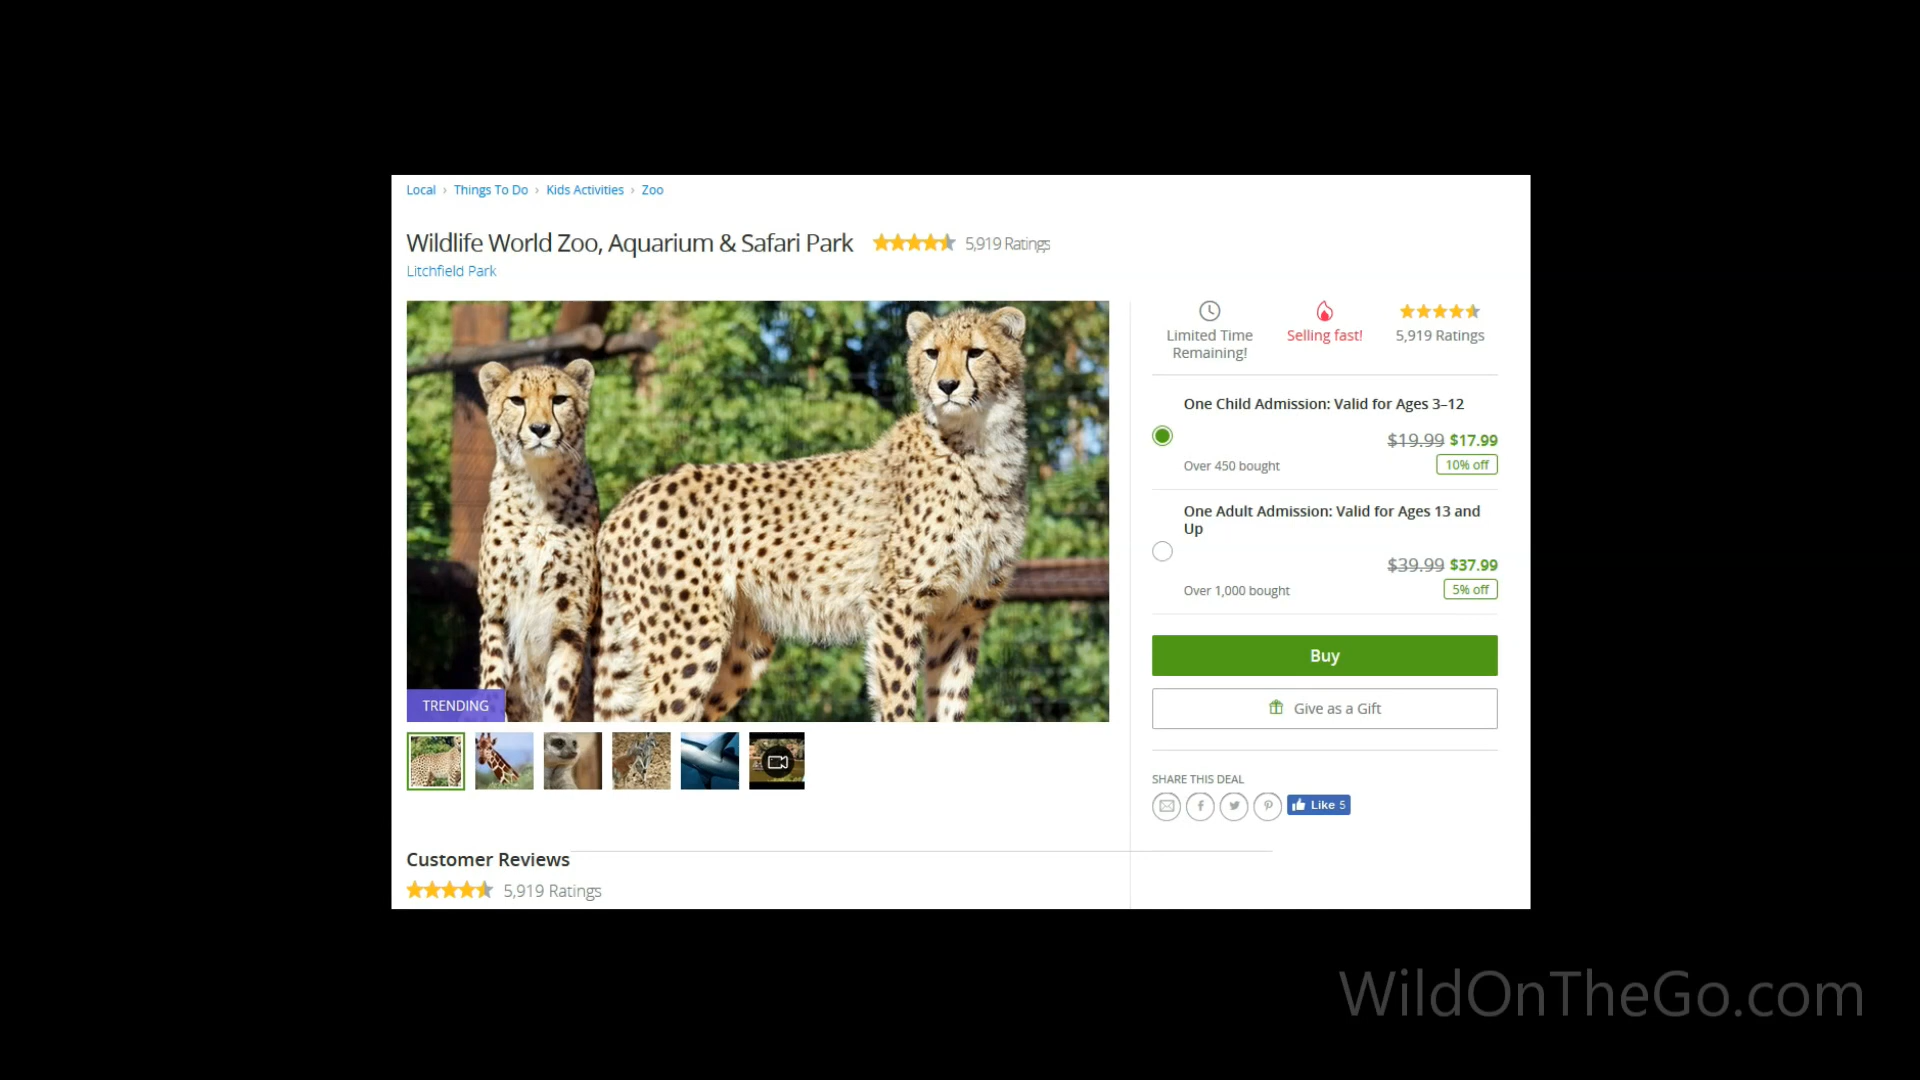 Local › Things To Do › Kids Activities › Zoo
Wildlife World Zoo, Aquarium & Safari Park 5,919 Ratings
Litchfield Park
TRENDING
Limited Time Remaining!
Selling fast!
5,919 Ratings
One Child Admission: Valid for Ages 3–12
$19.99 $17.99
Over 450 bought
10% off
One Adult Admission: Valid for Ages 13 and
Up
$39.99 $37.99
Over 1,000 bought
5% off
Buy
Give as a Gift
SHARE THIS DEAL
Like 5
Customer Reviews
5,919 Ratings
WildOnTheGo.com